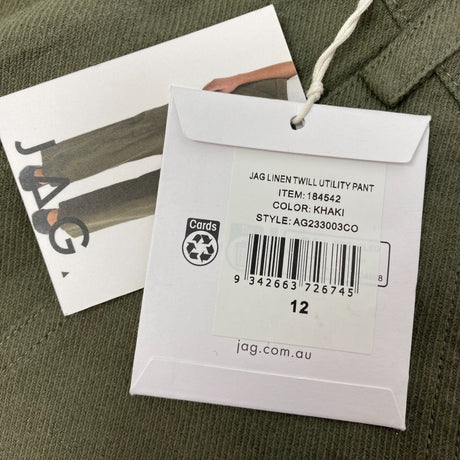 JAG
JAG LINEN TWILL UTILITY PANT
ITEM: 184542
COLOR: KHAKI
STYLE: AG233003CO
Cards
9 342663 726745
12
jag.com.au